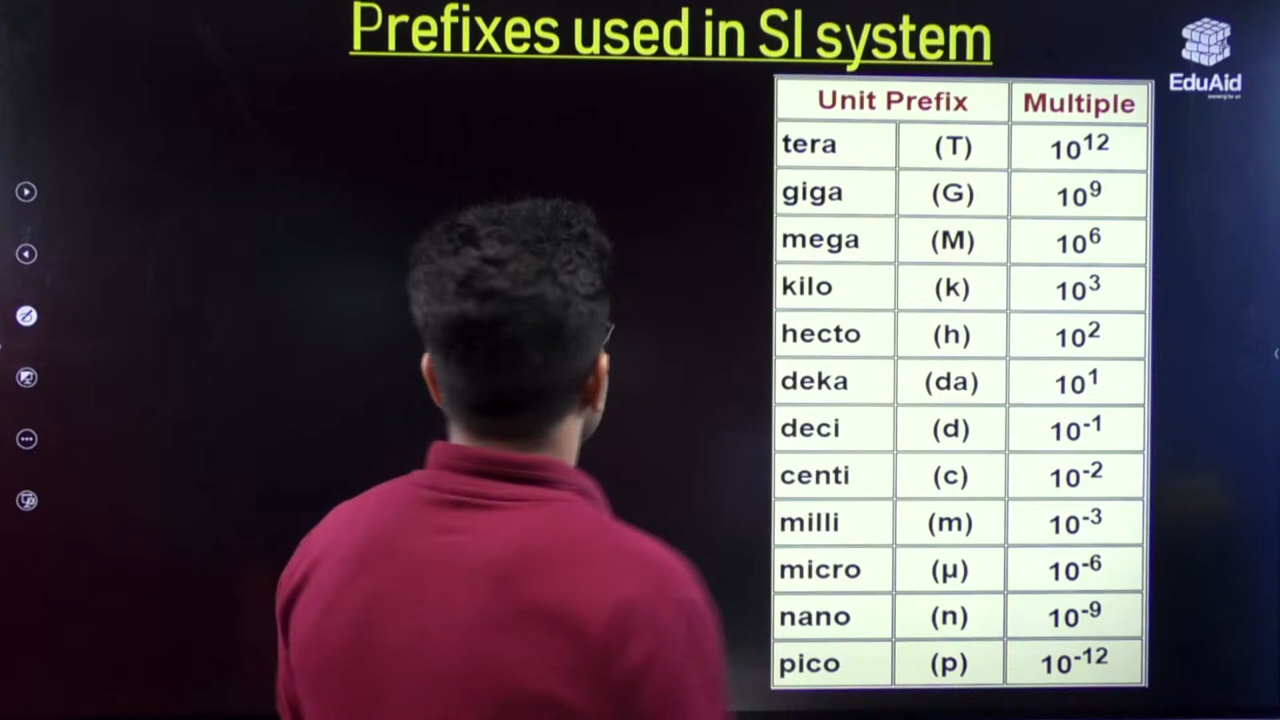 Prefixes used in SI system
EduAid
Unit Prefix Multiple
tera (T) 10¹²
giga (G) 10⁹
mega (M) 10⁶
kilo (k) 10³
hecto (h) 10²
deka (da) 10¹
deci (d) 10⁻¹
centi (c) 10⁻²
milli (m) 10⁻³
micro (μ) 10⁻⁶
nano (n) 10⁻⁹
pico (p) 10⁻¹²